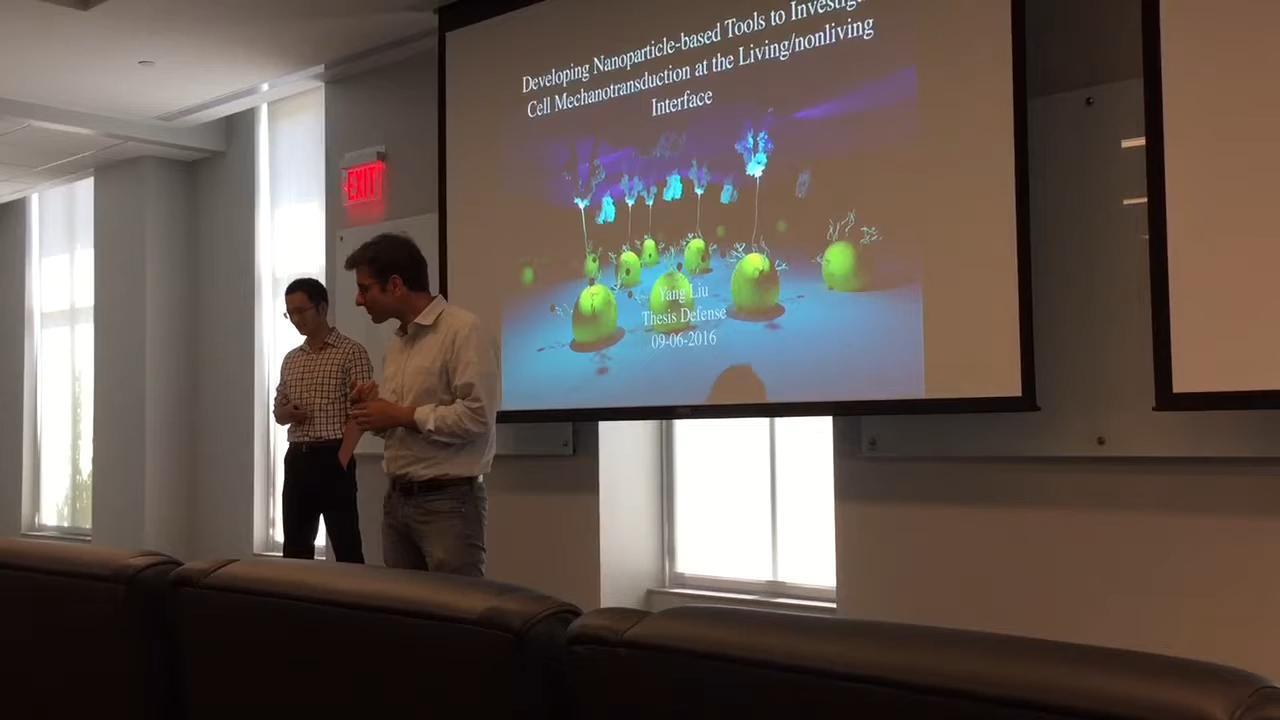 Developing Nanoparticle-based Tools to
Cell Mechanotransduction at the Living/nonliving
Interface
EXIT
Yang Liu
Thesis Defense
09-06-2016